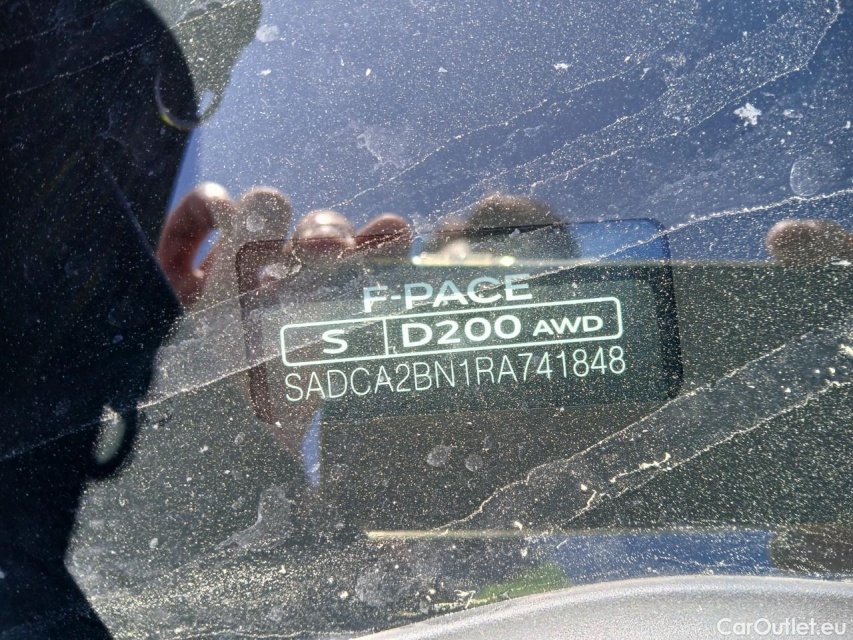 F-PACE
S D200 AWD
SADCA2BN1RA741848
CarOutlet.eu